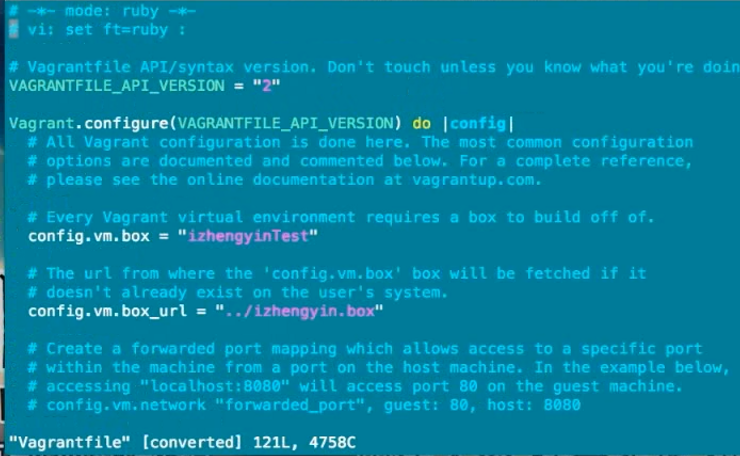 # -*- mode: ruby -*-
# vi: set ft=ruby :
# Vagrantfile API/syntax version. Don't touch unless you know what you're doin
VAGRANTFILE_API_VERSION = "2"
Vagrant.configure(VAGRANTFILE_API_VERSION) do |config|
# All Vagrant configuration is done here. The most common configuration
# options are documented and commented below. For a complete reference,
# please see the online documentation at vagrantup.com.
# Every Vagrant virtual environment requires a box to build off of.
config.vm.box = "izhengyinTest"
# The url from where the 'config.vm.box' box will be fetched if it
# doesn't already exist on the user's system.
config.vm.box_url = "../izhengyin.box"
# Create a forwarded port mapping which allows access to a specific port
# within the machine from a port on the host machine. In the example below,
# accessing "localhost:8080" will access port 80 on the guest machine.
# config.vm.network "forwarded_port", guest: 80, host: 8080
"Vagrantfile" [converted] 121L, 4758C